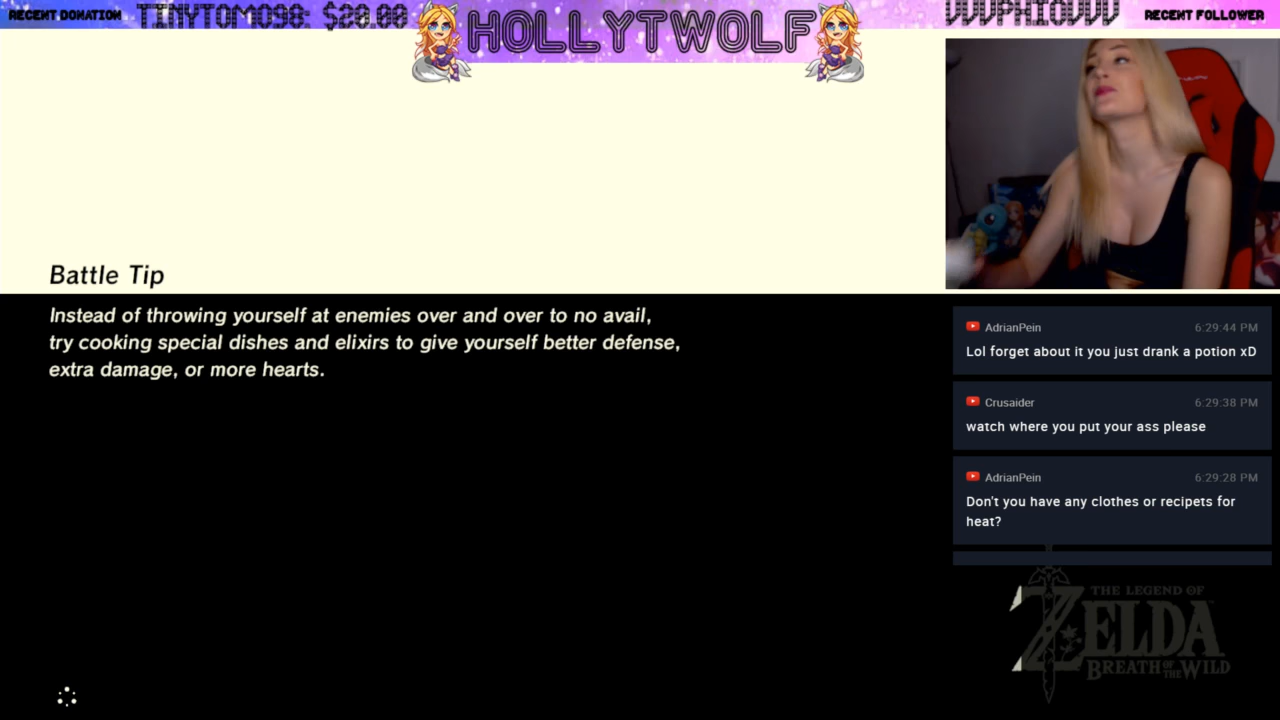 RECENT DONATION
TINYTOMO98: $20.00
HOLLYTWOLF
VVVPHIOVVV
RECENT FOLLOWER
Battle Tip
Instead of throwing yourself at enemies over and over to no avail,
try cooking special dishes and elixirs to give yourself better defense,
extra damage, or more hearts.
AdrianPein 6:29:44 PM
Lol forget about it you just drank a potion xD
Crusaider 6:29:38 PM
watch where you put your ass please
AdrianPein 6:29:28 PM
Don't you have any clothes or recipets for
heat?
THE LEGEND OF
ZELDA
BREATH OF THE WILD